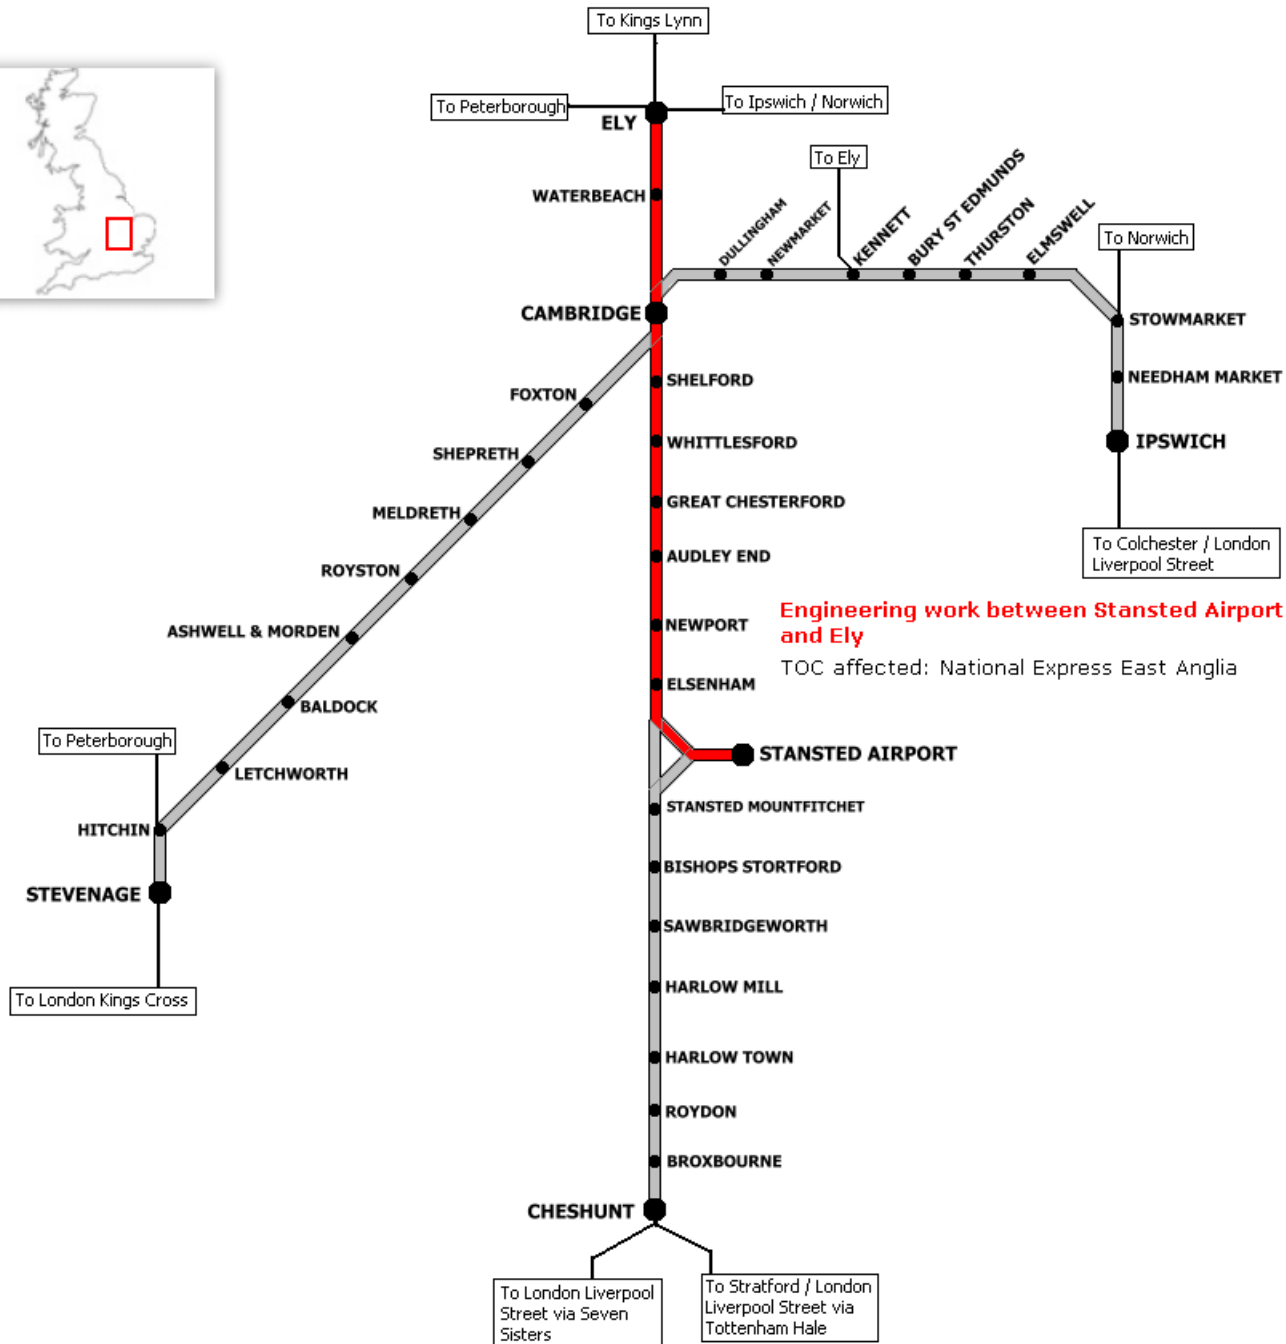 To Kings Lynn
To Peterborough
To Ipswich / Norwich
ELY
To Ely
WATERBEACH
DULLINGHAM
NEWMARKET
KENNETT
BURY ST EDMUNDS
THURSTON
ELMSWELL
To Norwich
CAMBRIDGE
STOWMARKET
SHELFORD
NEEDHAM MARKET
FOXTON
WHITTLESFORD
IPSWICH
SHEPRETH
GREAT CHESTERFORD
MELDRETH
To Colchester / London
Liverpool Street
AUDLEY END
ROYSTON
Engineering work between Stansted Airport
and Ely
TOC affected: National Express East Anglia
NEWPORT
ASHWELL & MORDEN
ELSENHAM
BALDOCK
To Peterborough
STANSTED AIRPORT
LETCHWORTH
STANSTED MOUNTFITCHET
HITCHIN
BISHOPS STORTFORD
STEVENAGE
SAWBRIDGEWORTH
HARLOW MILL
To London Kings Cross
HARLOW TOWN
ROYDON
BROXBOURNE
CHESHUNT
To London Liverpool
Street via Seven
Sisters
To Stratford / London
Liverpool Street via
Tottenham Hale